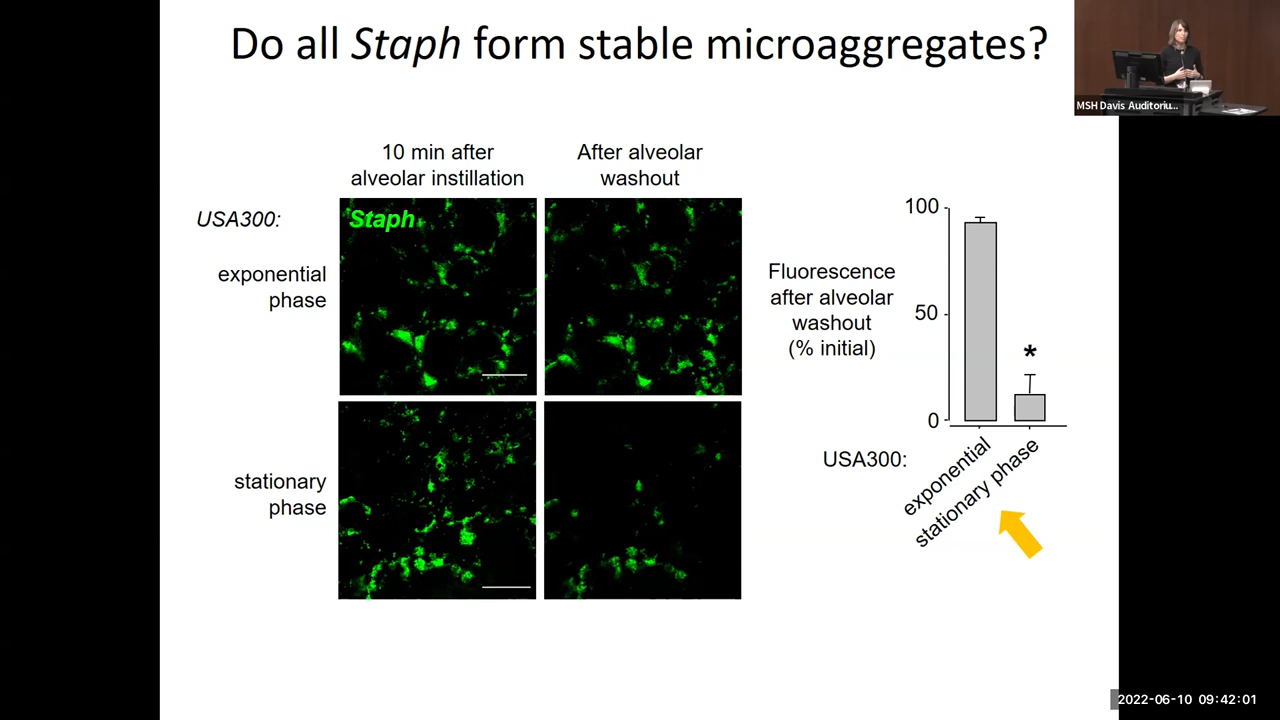 Do all Staph form stable microaggregates?
MSH Davis Auditoriu...
10 min after
alveolar instillation
After alveolar
washout
USA300:
Staph
exponential
phase
stationary
phase
Fluorescence
after alveolar
washout
(% initial)
100
50
0
*
USA300:
exponential
stationary phase
2022-06-10 09:42:01